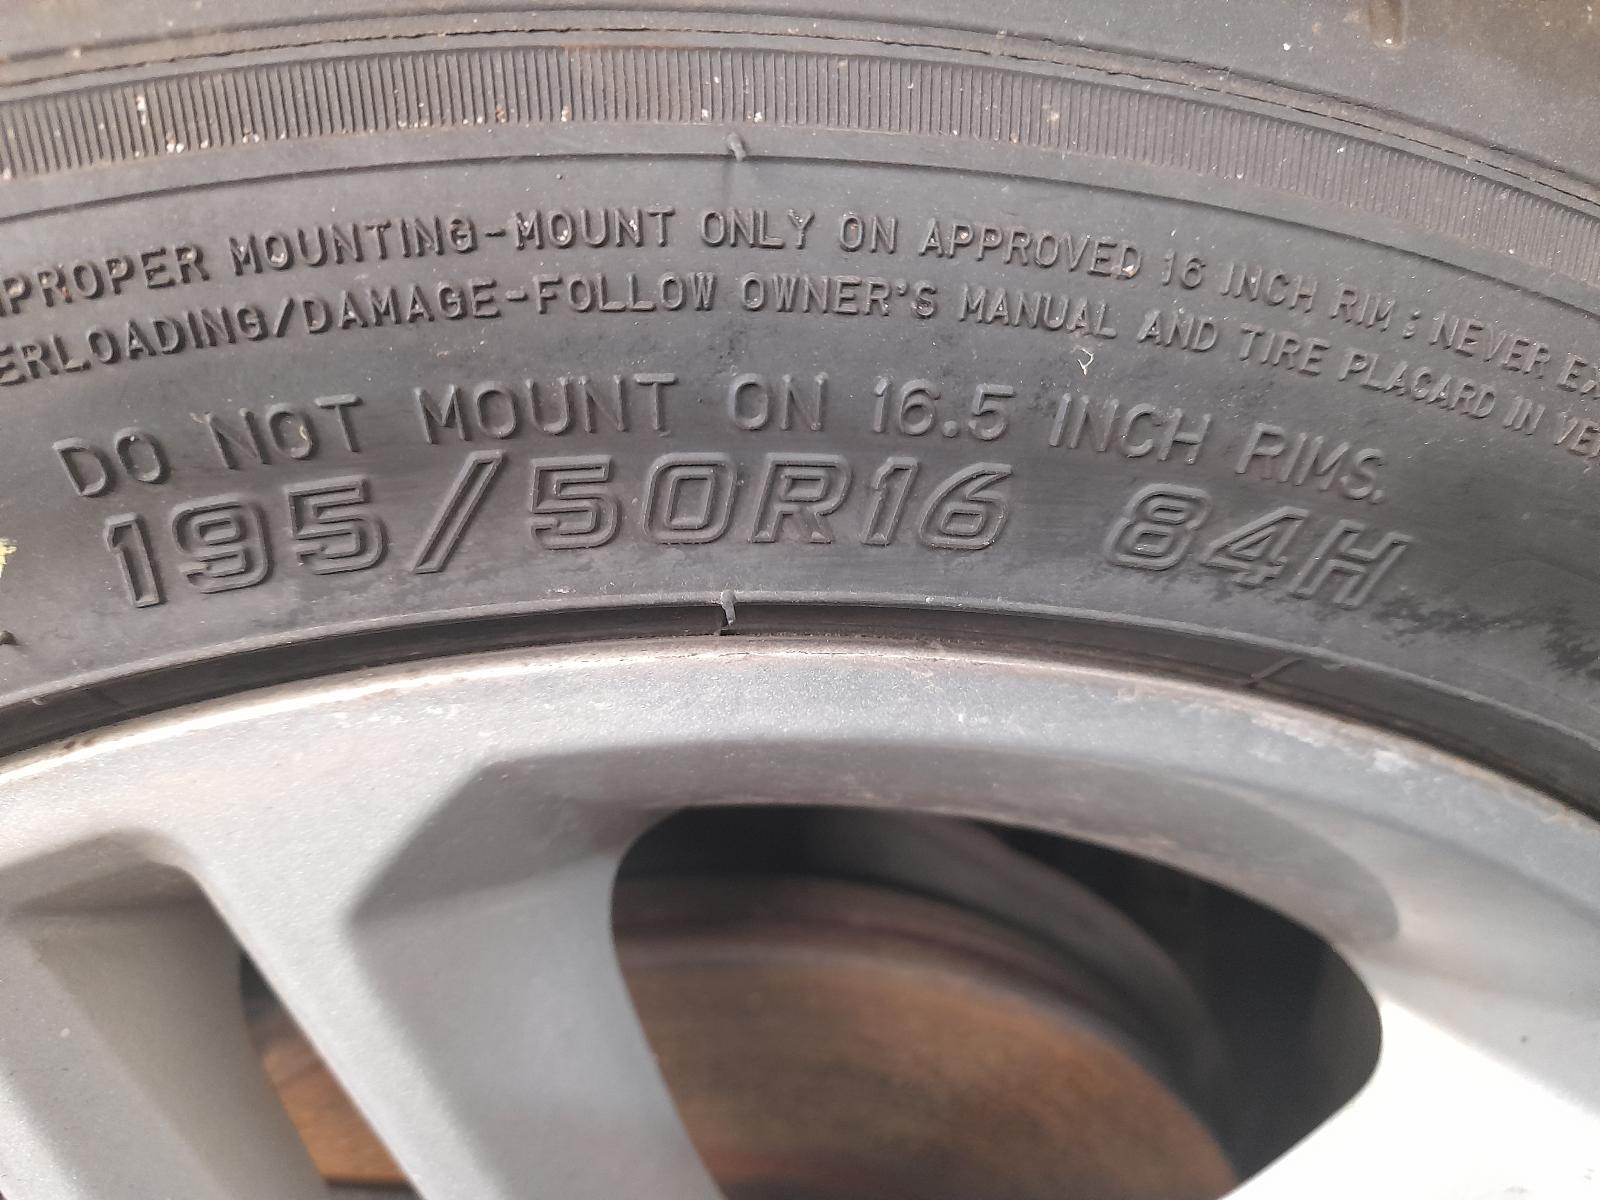 PROPER MOUNTING-MOUNT ONLY ON APPROVED 16 INCH RIM; NEVER
ERLOADING/DAMAGE-FOLLOW OWNER'S MANUAL AND TIRE PLACARD IN VE
DO NOT MOUNT ON 16.5 INCH RIMS.
195/50R16 84H